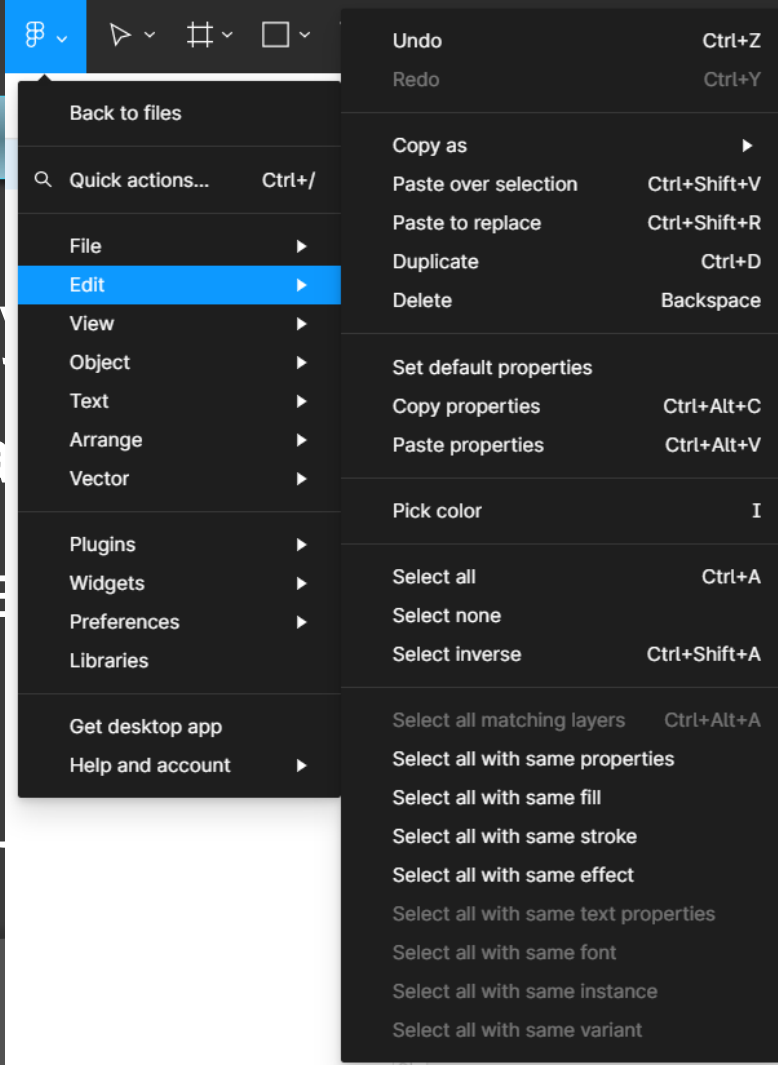 Back to files
Quick actions... Ctrl+/
File
Edit
View
Object
Text
Arrange
Vector
Plugins
Widgets
Preferences
Libraries
Get desktop app
Help and account
Undo Ctrl+Z
Redo Ctrl+Y
Copy as
Paste over selection Ctrl+Shift+V
Paste to replace Ctrl+Shift+R
Duplicate Ctrl+D
Delete Backspace
Set default properties
Copy properties Ctrl+Alt+C
Paste properties Ctrl+Alt+V
Pick color I
Select all Ctrl+A
Select none
Select inverse Ctrl+Shift+A
Select all matching layers Ctrl+Alt+A
Select all with same properties
Select all with same fill
Select all with same stroke
Select all with same effect
Select all with same text properties
Select all with same font
Select all with same instance
Select all with same variant